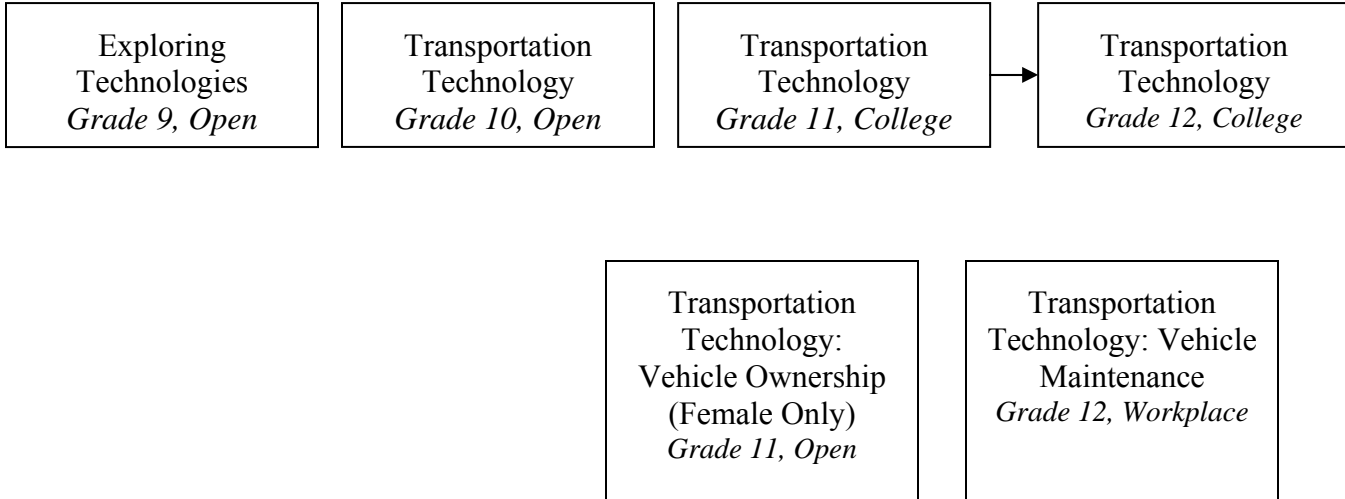 Exploring
Technologies
Grade 9, Open
Transportation
Technology
Grade 10, Open
Transportation
Technology
Grade 11, College
Transportation
Technology
Grade 12, College
Transportation
Technology:
Vehicle Ownership
(Female Only)
Grade 11, Open
Transportation
Technology: Vehicle
Maintenance
Grade 12, Workplace